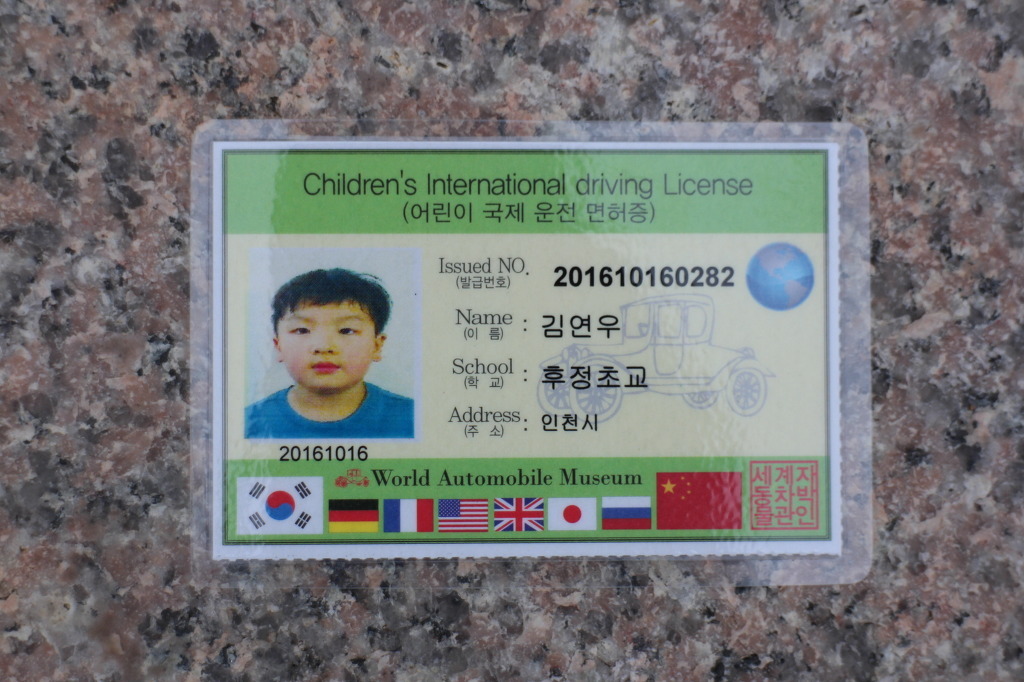 Children's International driving License
(어린이 국제 운전 면허증)
Issued NO. 201610160282
(발급번호)
Name : 김연우
(이 름)
School : 후정초교
(학 교)
Address : 인천시
(주 소)
20161016
World Automobile Museum
세계자
동차박
물관인